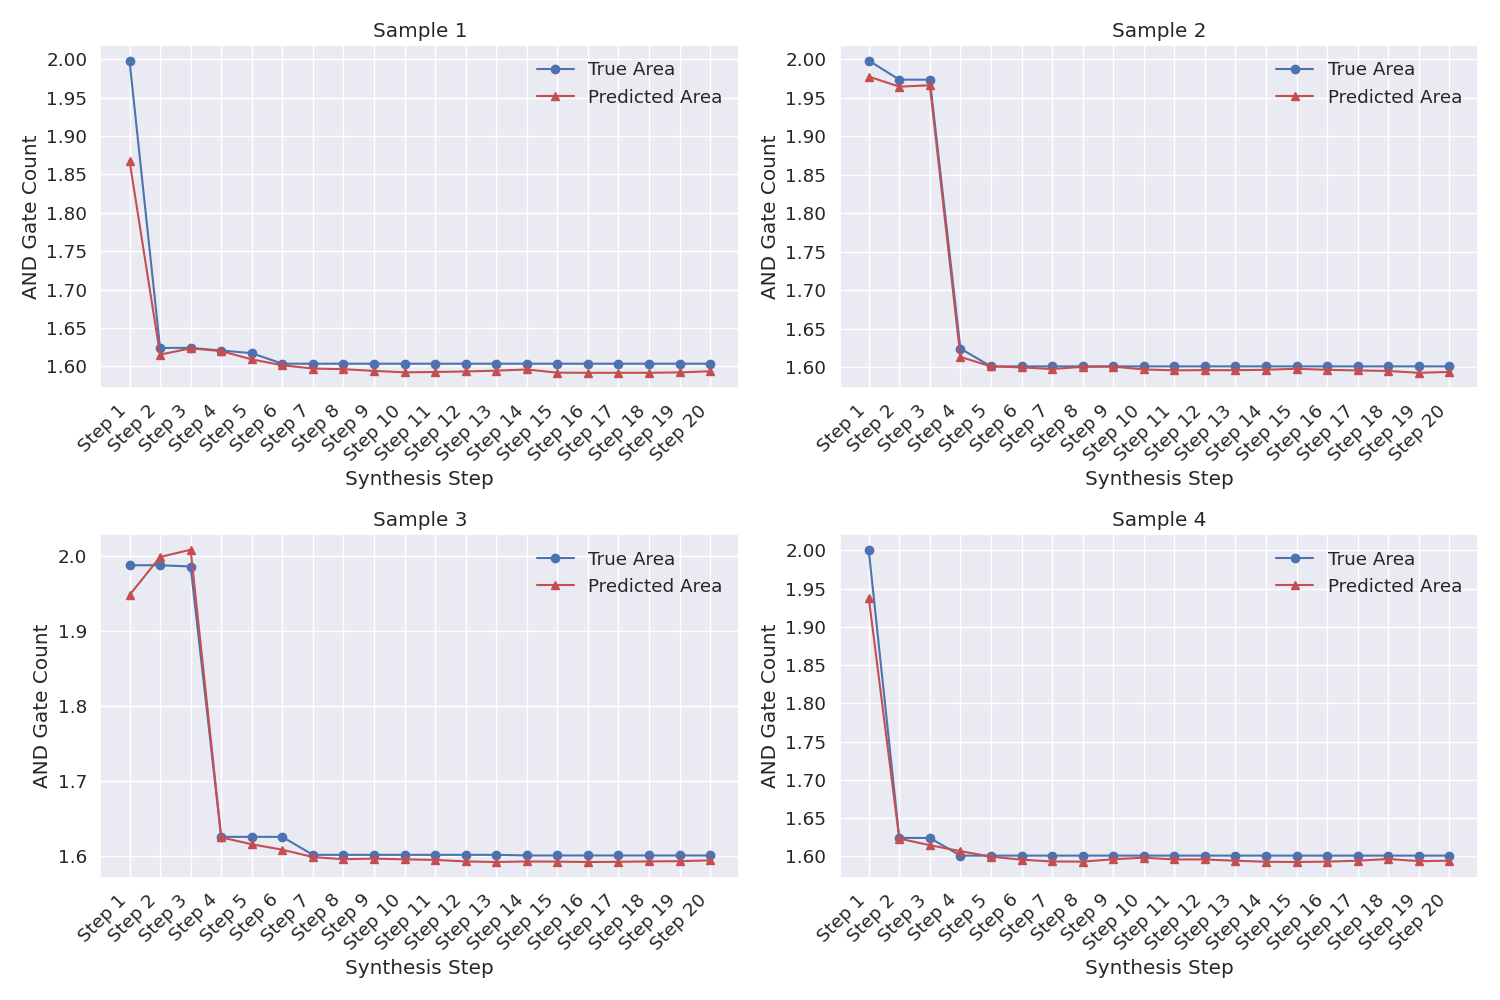 Sample 1
2.00
1.95
1.90
1.85
1.80
1.75
1.70
1.65
1.60
AND Gate Count
True Area
Predicted Area
Step 1
Step 2
Step 3
Step 4
Step 5
Step 6
Step 7
Step 8
Step 9
Step 10
Step 11
Step 12
Step 13
Step 14
Step 15
Step 16
Step 17
Step 18
Step 19
Step 20
Synthesis Step
Sample 2
2.00
1.95
1.90
1.85
1.80
1.75
1.70
1.65
1.60
AND Gate Count
True Area
Predicted Area
Step 1
Step 2
Step 3
Step 4
Step 5
Step 6
Step 7
Step 8
Step 9
Step 10
Step 11
Step 12
Step 13
Step 14
Step 15
Step 16
Step 17
Step 18
Step 19
Step 20
Synthesis Step
Sample 3
2.0
1.9
1.8
1.7
1.6
AND Gate Count
True Area
Predicted Area
Step 1
Step 2
Step 3
Step 4
Step 5
Step 6
Step 7
Step 8
Step 9
Step 10
Step 11
Step 12
Step 13
Step 14
Step 15
Step 16
Step 17
Step 18
Step 19
Step 20
Synthesis Step
Sample 4
2.00
1.95
1.90
1.85
1.80
1.75
1.70
1.65
1.60
AND Gate Count
True Area
Predicted Area
Step 1
Step 2
Step 3
Step 4
Step 5
Step 6
Step 7
Step 8
Step 9
Step 10
Step 11
Step 12
Step 13
Step 14
Step 15
Step 16
Step 17
Step 18
Step 19
Step 20
Synthesis Step